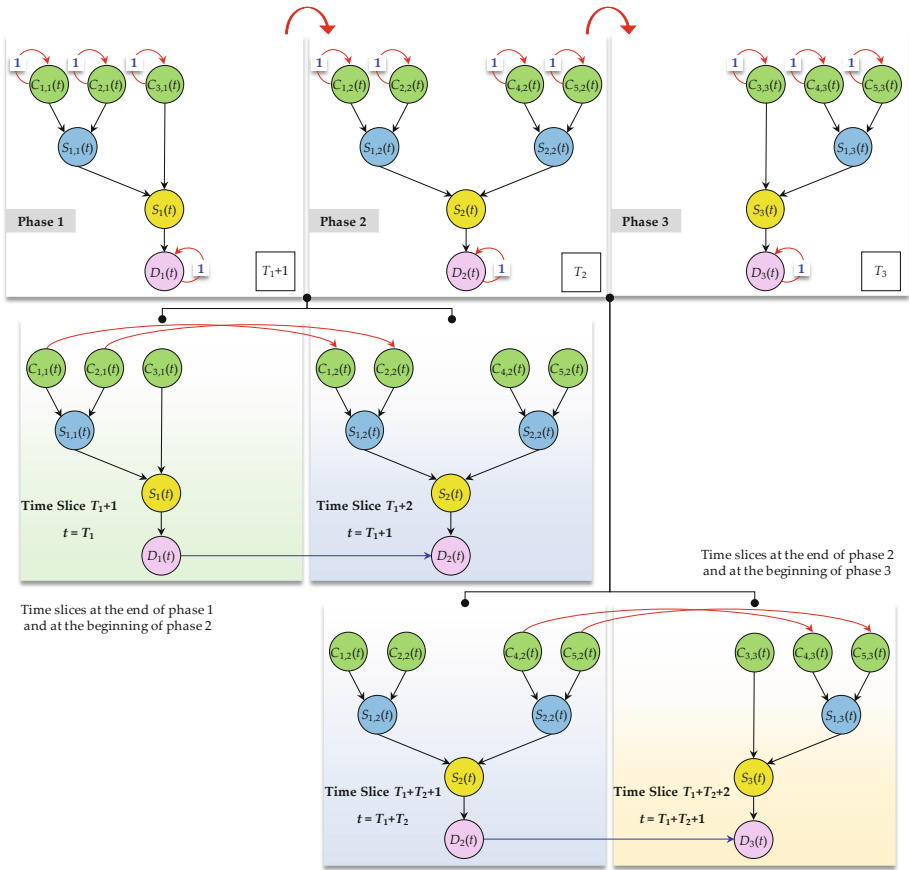 1 1 1 1 1 1 1 1 1 1
C1,1(t) C2,1(t) C3,1(t) C1,2(t) C2,2(t) C4,2(t) C5,2(t) C3,3(t) C4,3(t) C5,3(t)
S1,1(t) S1,2(t) S2,2(t) S1,3(t)
S1(t) S2(t) S3(t)
Phase 1 Phase 2 Phase 3
D1(t) 1 T1+1 D2(t) 1 T2 D3(t) 1 T3
C1,1(t) C2,1(t) C3,1(t) C1,2(t) C2,2(t) C4,2(t) C5,2(t)
S1,1(t) S1,2(t) S2,2(t)
S1(t) S2(t)
Time Slice T1+1 Time Slice T1+2
t = T1 t = T1+1
D1(t) D2(t)
Time slices at the end of phase 2
and at the beginning of phase 3
Time slices at the end of phase 1
and at the beginning of phase 2
C1,2(t) C2,2(t) C4,2(t) C5,2(t) C3,3(t) C4,3(t) C5,3(t)
S1,2(t) S2,2(t) S1,3(t)
S2(t) S3(t)
Time Slice T1+T2+1 Time Slice T1+T2+2
t = T1+T2 t = T1+T2+1
D2(t) D3(t)